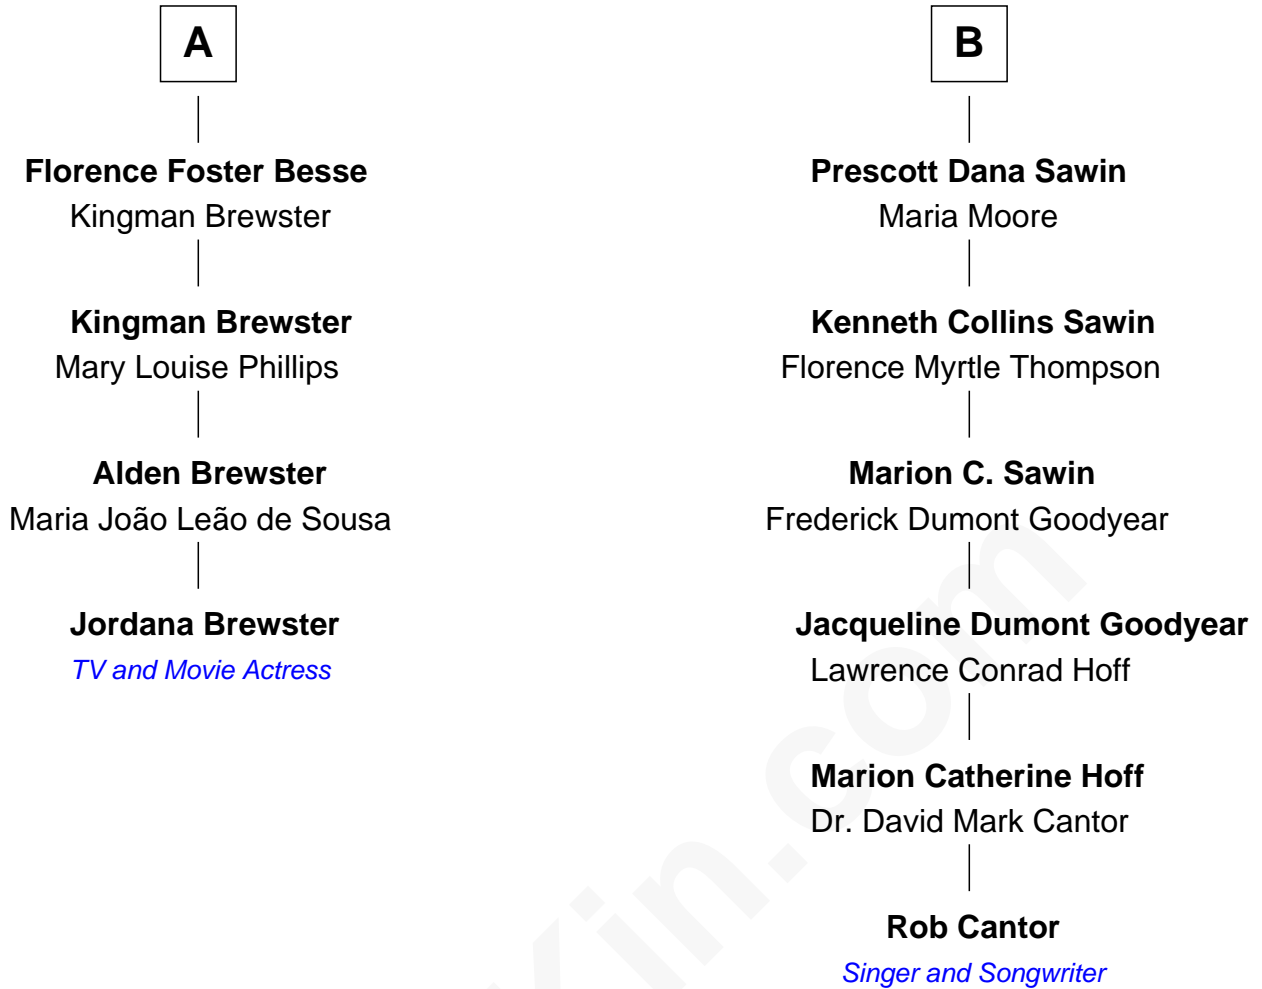 A
Florence Foster Besse
Kingman Brewster
Kingman Brewster
Mary Louise Phillips
Alden Brewster
Maria João Leão de Sousa
Jordana Brewster
TV and Movie Actress
B
Prescott Dana Sawin
Maria Moore
Kenneth Collins Sawin
Florence Myrtle Thompson
Marion C. Sawin
Frederick Dumont Goodyear
Jacqueline Dumont Goodyear
Lawrence Conrad Hoff
Marion Catherine Hoff
Dr. David Mark Cantor
Rob Cantor
Singer and Songwriter
Kin.com